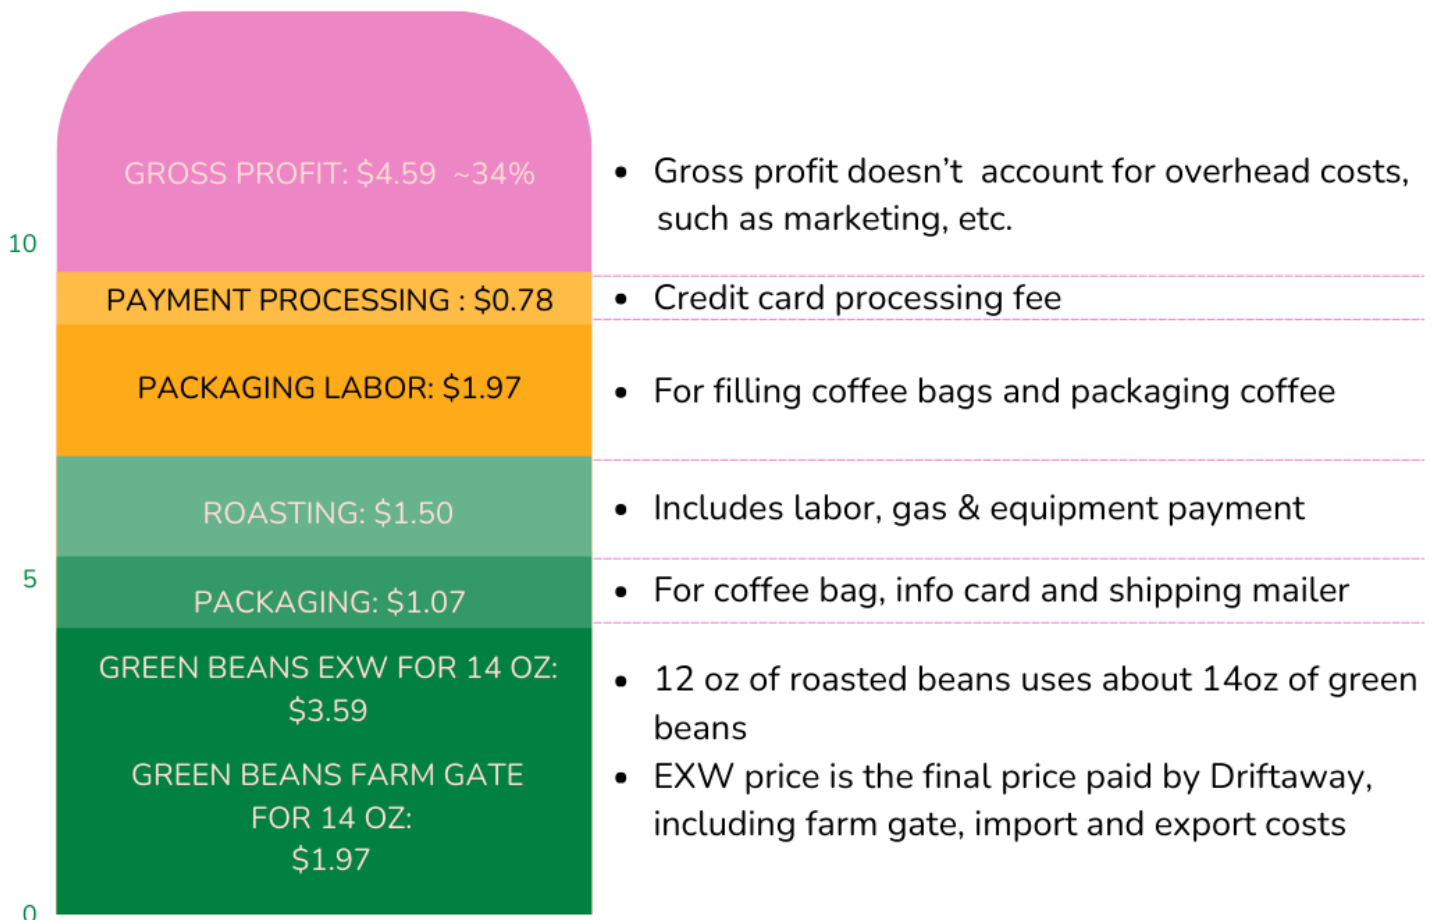 GROSS PROFIT: $4.59 ~34%
• Gross profit doesn’t account for overhead costs,
such as marketing, etc.
10
PAYMENT PROCESSING : $0.78
• Credit card processing fee
PACKAGING LABOR: $1.97
• For filling coffee bags and packaging coffee
ROASTING: $1.50
• Includes labor, gas & equipment payment
5
PACKAGING: $1.07
• For coffee bag, info card and shipping mailer
GREEN BEANS EXW FOR 14 OZ:
$3.59
• 12 oz of roasted beans uses about 14oz of green
beans
GREEN BEANS FARM GATE
FOR 14 OZ:
$1.97
• EXW price is the final price paid by Driftaway,
including farm gate, import and export costs
0